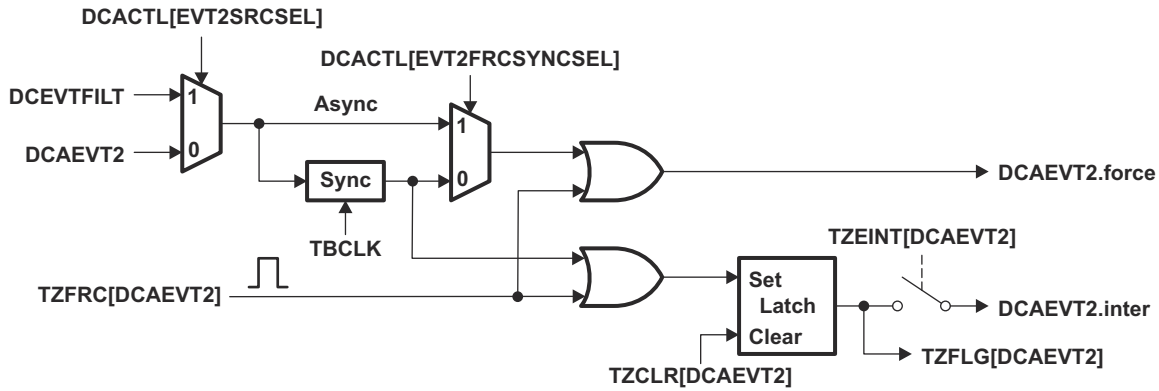 DCACTL[EVT2SRCSEL]
DCACTL[EVT2FRCSYNCSEL]
DCEVTFILT
1
Async
1
DCAEVT2
0
Sync
0
DCAEVT2.force
TBCLK
TZEINT[DCAEVT2]
TZFRC[DCAEVT2]
Set
Latch
Clear
DCAEVT2.inter
TZCLR[DCAEVT2]
TZFLG[DCAEVT2]